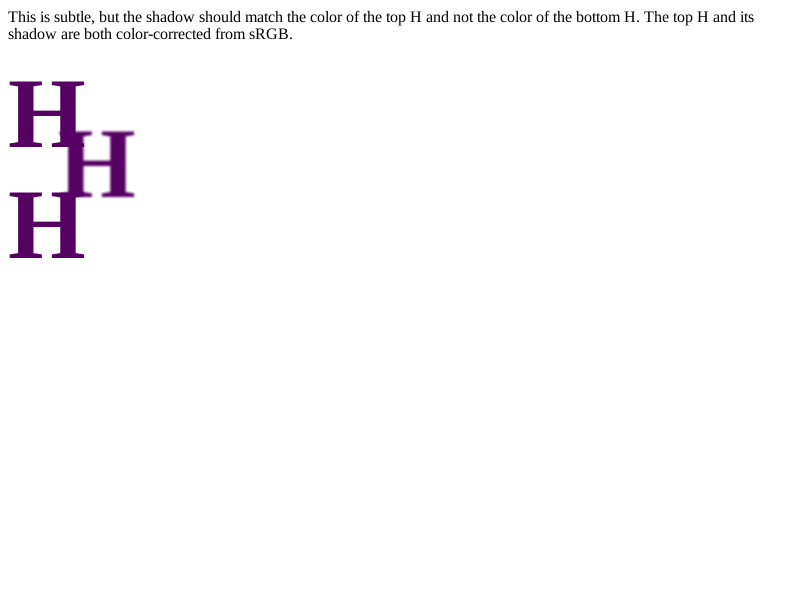 This is subtle, but the shadow should match the color of the top H and not the color of the bottom H. The top H and its
shadow are both color-corrected from sRGB.
H
H
H